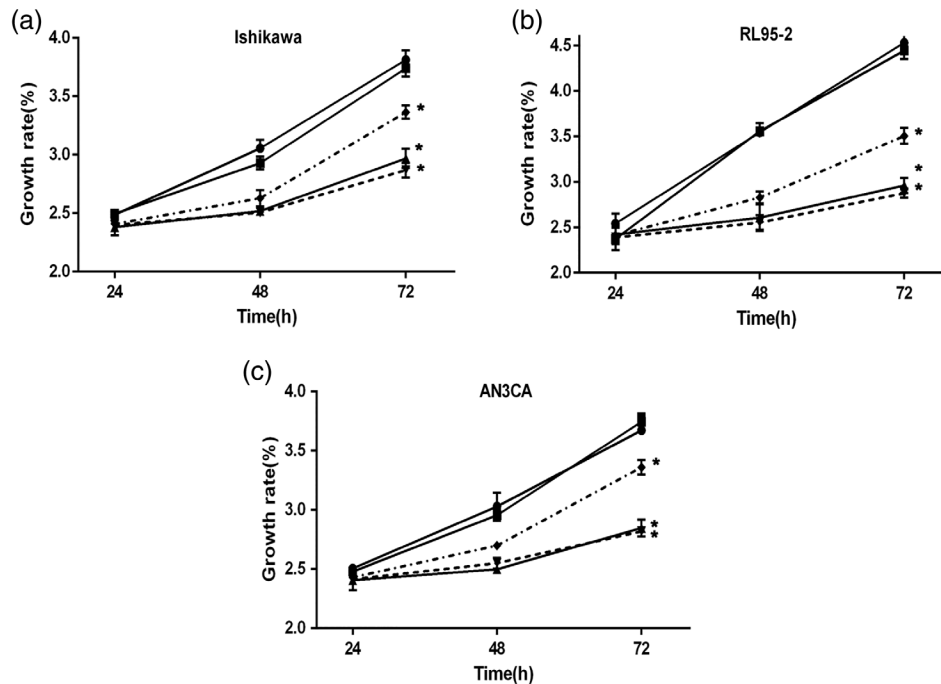 (a)
Ishikawa
4.0
3.5
3.0
2.5
2.0
Growth rate(%)
* 
*
*
24 48 72
Time(h)
(b)
RL95-2
4.5
4.0
3.5
3.0
2.5
2.0
Growth rate(%)
*
*
*
24 48 72
Time(h)
(c)
AN3CA
4.0
3.5
3.0
2.5
2.0
Growth rate(%)
*
*
*
24 48 72
Time(h)